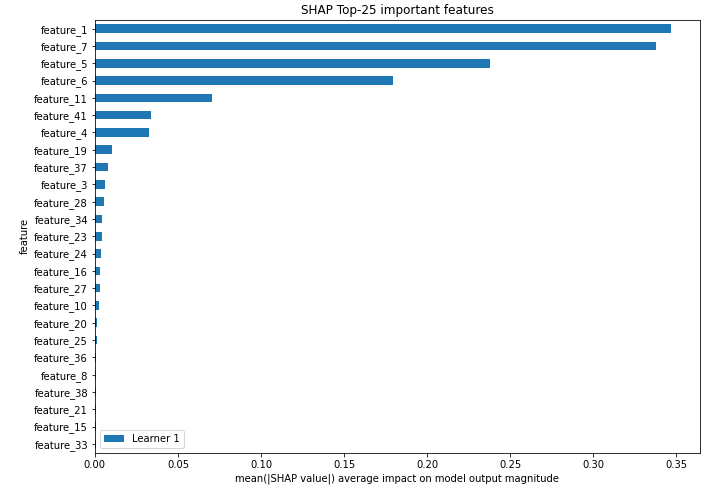 SHAP Top-25 important features
feature_1
feature_7
feature_5
feature_6
feature_11
feature_41
feature_4
feature_19
feature_37
feature_3
feature_28
feature_34
feature_23
feature_24
feature_16
feature_27
feature_10
feature_20
feature_25
feature_36
feature_8
feature_38
feature_21
feature_15
feature_33
feature
Learner 1
0.00 0.05 0.10 0.15 0.20 0.25 0.30 0.35
mean(|SHAP value|) average impact on model output magnitude